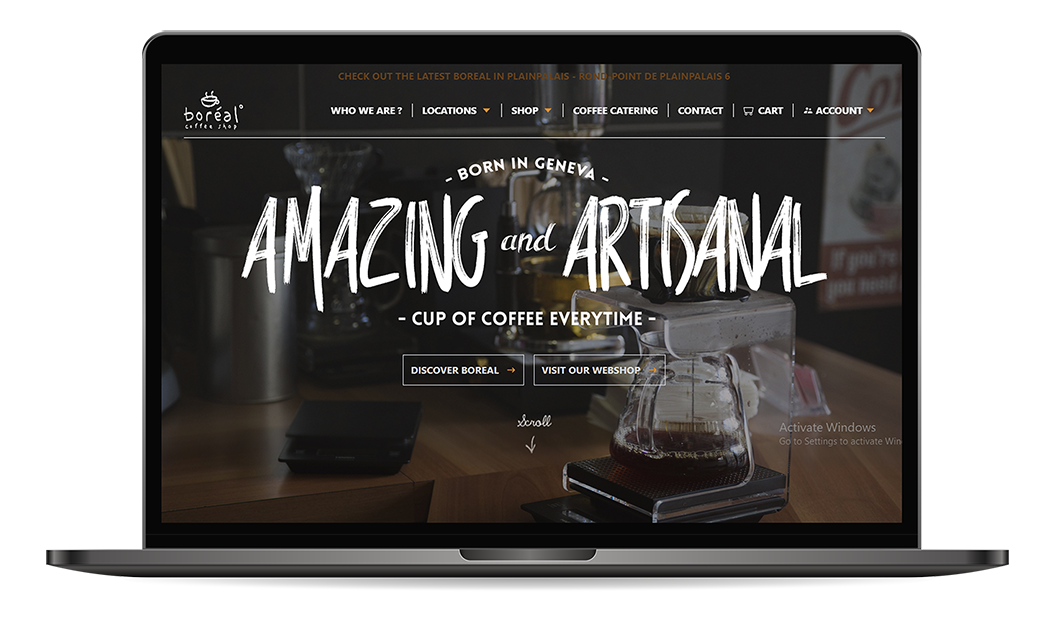 CHECK OUT THE LATEST BOREAL IN PLAINPALAIS - ROND-POINT DE PLAINPALAIS 6
boréal°
coffee shop
WHO WE ARE ? | LOCATIONS | SHOP | COFFEE CATERING | CONTACT | CART | ACCOUNT
- BORN IN GENEVA -
AMAZING and ARTISANAL
- CUP OF COFFEE EVERYTIME -
DISCOVER BOREAL → VISIT OUR WEBSHOP →
Scroll
If you're
you need
Activate Windows
Go to Settings to activate Win